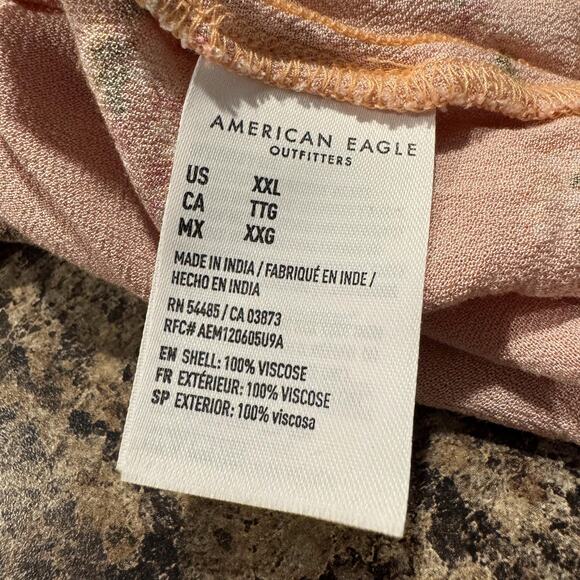 AMERICAN EAGLE
OUTFITTERS
US XXL
CA TTG
MX XXG
MADE IN INDIA / FABRIQUÉ EN INDE /
HECHO EN INDIA
RN 54485 / CA 03873
RFC# AEM120605U9A
EN SHELL: 100% VISCOSE
FR EXTÉRIEUR: 100% VISCOSE
SP EXTERIOR: 100% viscosa